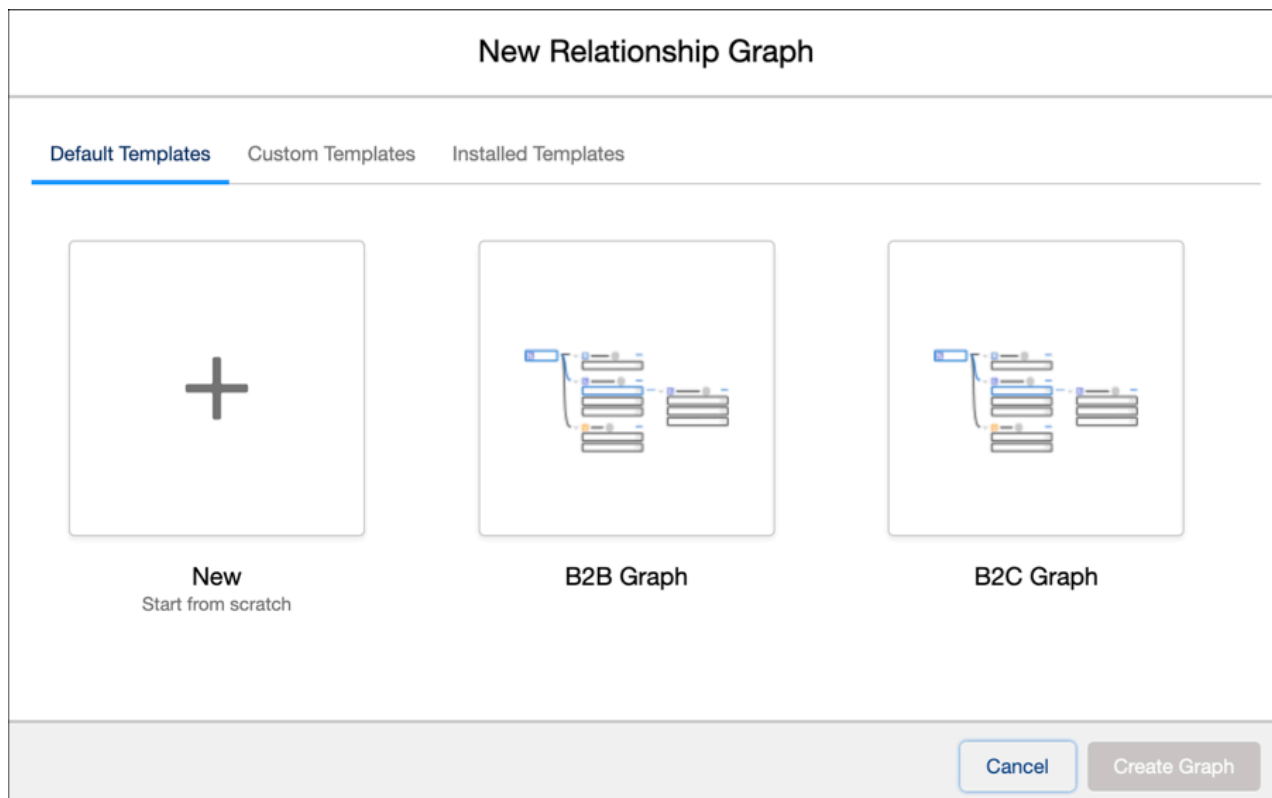 New Relationship Graph
Default Templates Custom Templates Installed Templates
New B2B Graph B2C Graph
Start from scratch
Cancel Create Graph